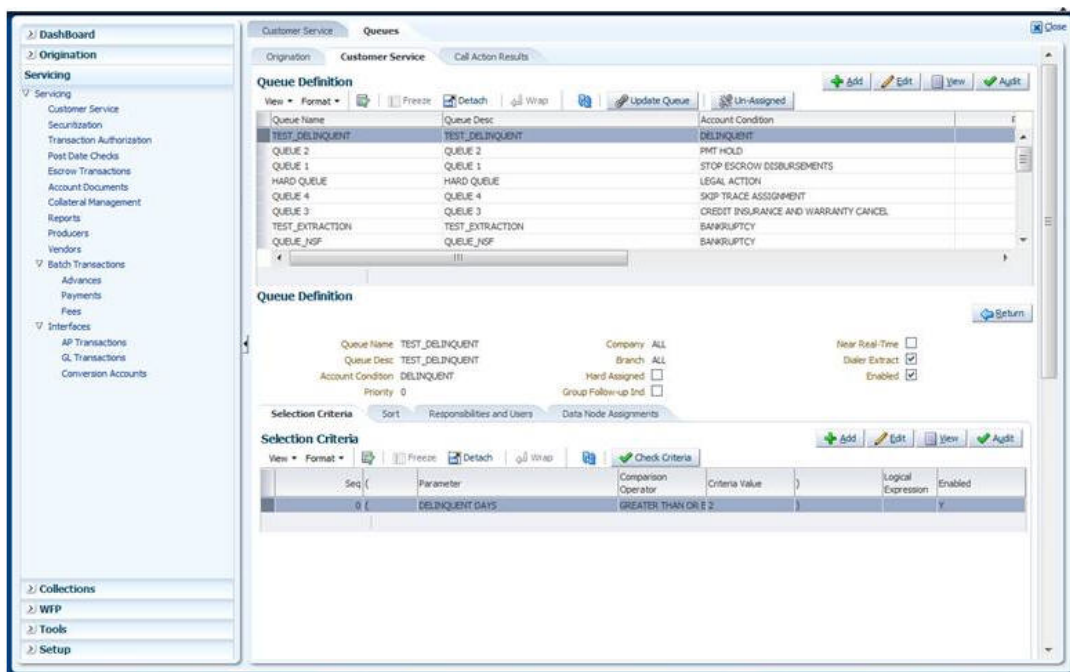 Close
DashBoard
Origination
Servicing
Servicing
Customer Service
Securitization
Transaction Authorization
Post Date Checks
Escrow Transactions
Account Documents
Collateral Management
Reports
Producers
Vendors
Batch Transactions
Advances
Payments
Fees
Interfaces
AP Transactions
GL Transactions
Conversion Accounts
Collections
WFP
Tools
Setup
Customer Service Queues
Origination Customer Service Call Action Results
Queue Definition Add Edit View Audit
View Format Freeze Detach Wrap Update Queue Un-Assigned
Queue Name Queue Desc Account Condition
TEST_DELINQUENT TEST_DELINQUENT DELINQUENT
QUEUE 2 QUEUE 2 PMT HOLD
QUEUE 1 QUEUE 1 STOP ESCROW DISBURSEMENTS
HARD QUEUE HARD QUEUE LEGAL ACTION
QUEUE 4 QUEUE 4 SKIP TRACE ASSIGNMENT
QUEUE 3 QUEUE 3 CREDIT INSURANCE AND WARRANTY CANCEL
TEST_EXTRACTION TEST_EXTRACTION BANKRUPTCY
QUEUE_NSF QUEUE_NSF BANKRUPTCY
Queue Definition
Return
Queue Name TEST_DELINQUENT Company ALL Near Real-Time
Queue Desc TEST_DELINQUENT Branch ALL Dialer Extract
Account Condition DELINQUENT Hard Assigned Enabled
Priority 0 Group Follow-up Ind
Selection Criteria Sort Responsibilities and Users Data Node Assignments
Selection Criteria Add Edit View Audit
View Format Freeze Detach Wrap Check Criteria
Seq ( Parameter Comparison Operator Criteria Value ) Logical Expression Enabled
0 ( DELINQUENT DAYS GREATER THAN OR E 2 ) Y